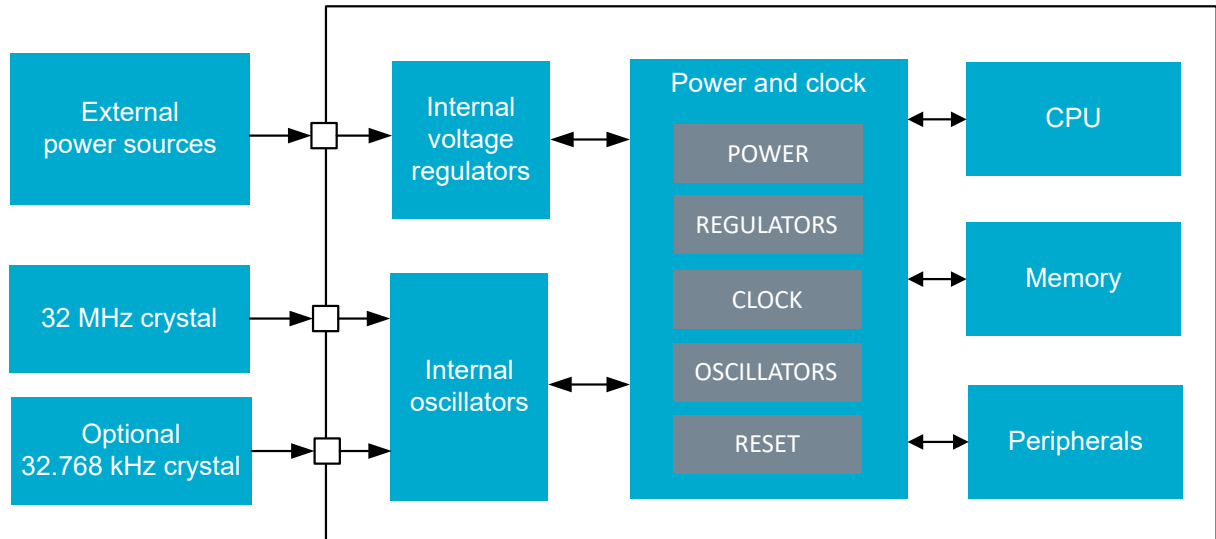 External
power sources
32 MHz crystal
Optional
32.768 kHz crystal
Internal
voltage
regulators
Internal
oscillators
Power and clock
POWER
REGULATORS
CLOCK
OSCILLATORS
RESET
CPU
Memory
Peripherals